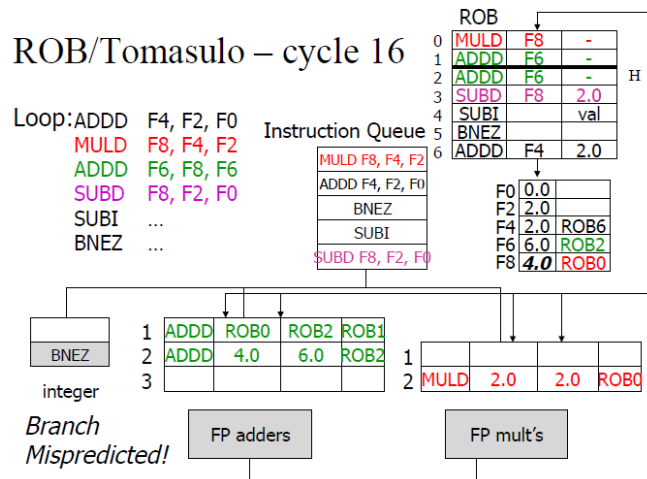 ROB/Tomasulo – cycle 16
ROB
0 MULD F8 -
1 ADDD F6 -
2 ADDD F6 -
3 SUBD F8 2.0
4 SUBI val
5 BNEZ
6 ADDD F4 2.0
H
Loop: ADDD F4, F2, F0
MULD F8, F4, F2
ADDD F6, F8, F6
SUBD F8, F2, F0
SUBI ...
BNEZ ...
Instruction Queue
MULD F8, F4, F2
ADDD F4, F2, F0
BNEZ
SUBI
SUBD F8, F2, F0
F0 0.0
F2 2.0
F4 2.0 ROB6
F6 6.0 ROB2
F8 4.0 ROB0
BNEZ
integer
1 ADDD ROB0 ROB2 ROB1
2 ADDD 4.0 6.0 ROB2
3
1
2 MULD 2.0 2.0 ROB0
Branch
Mispredicted!
FP adders
FP mult's